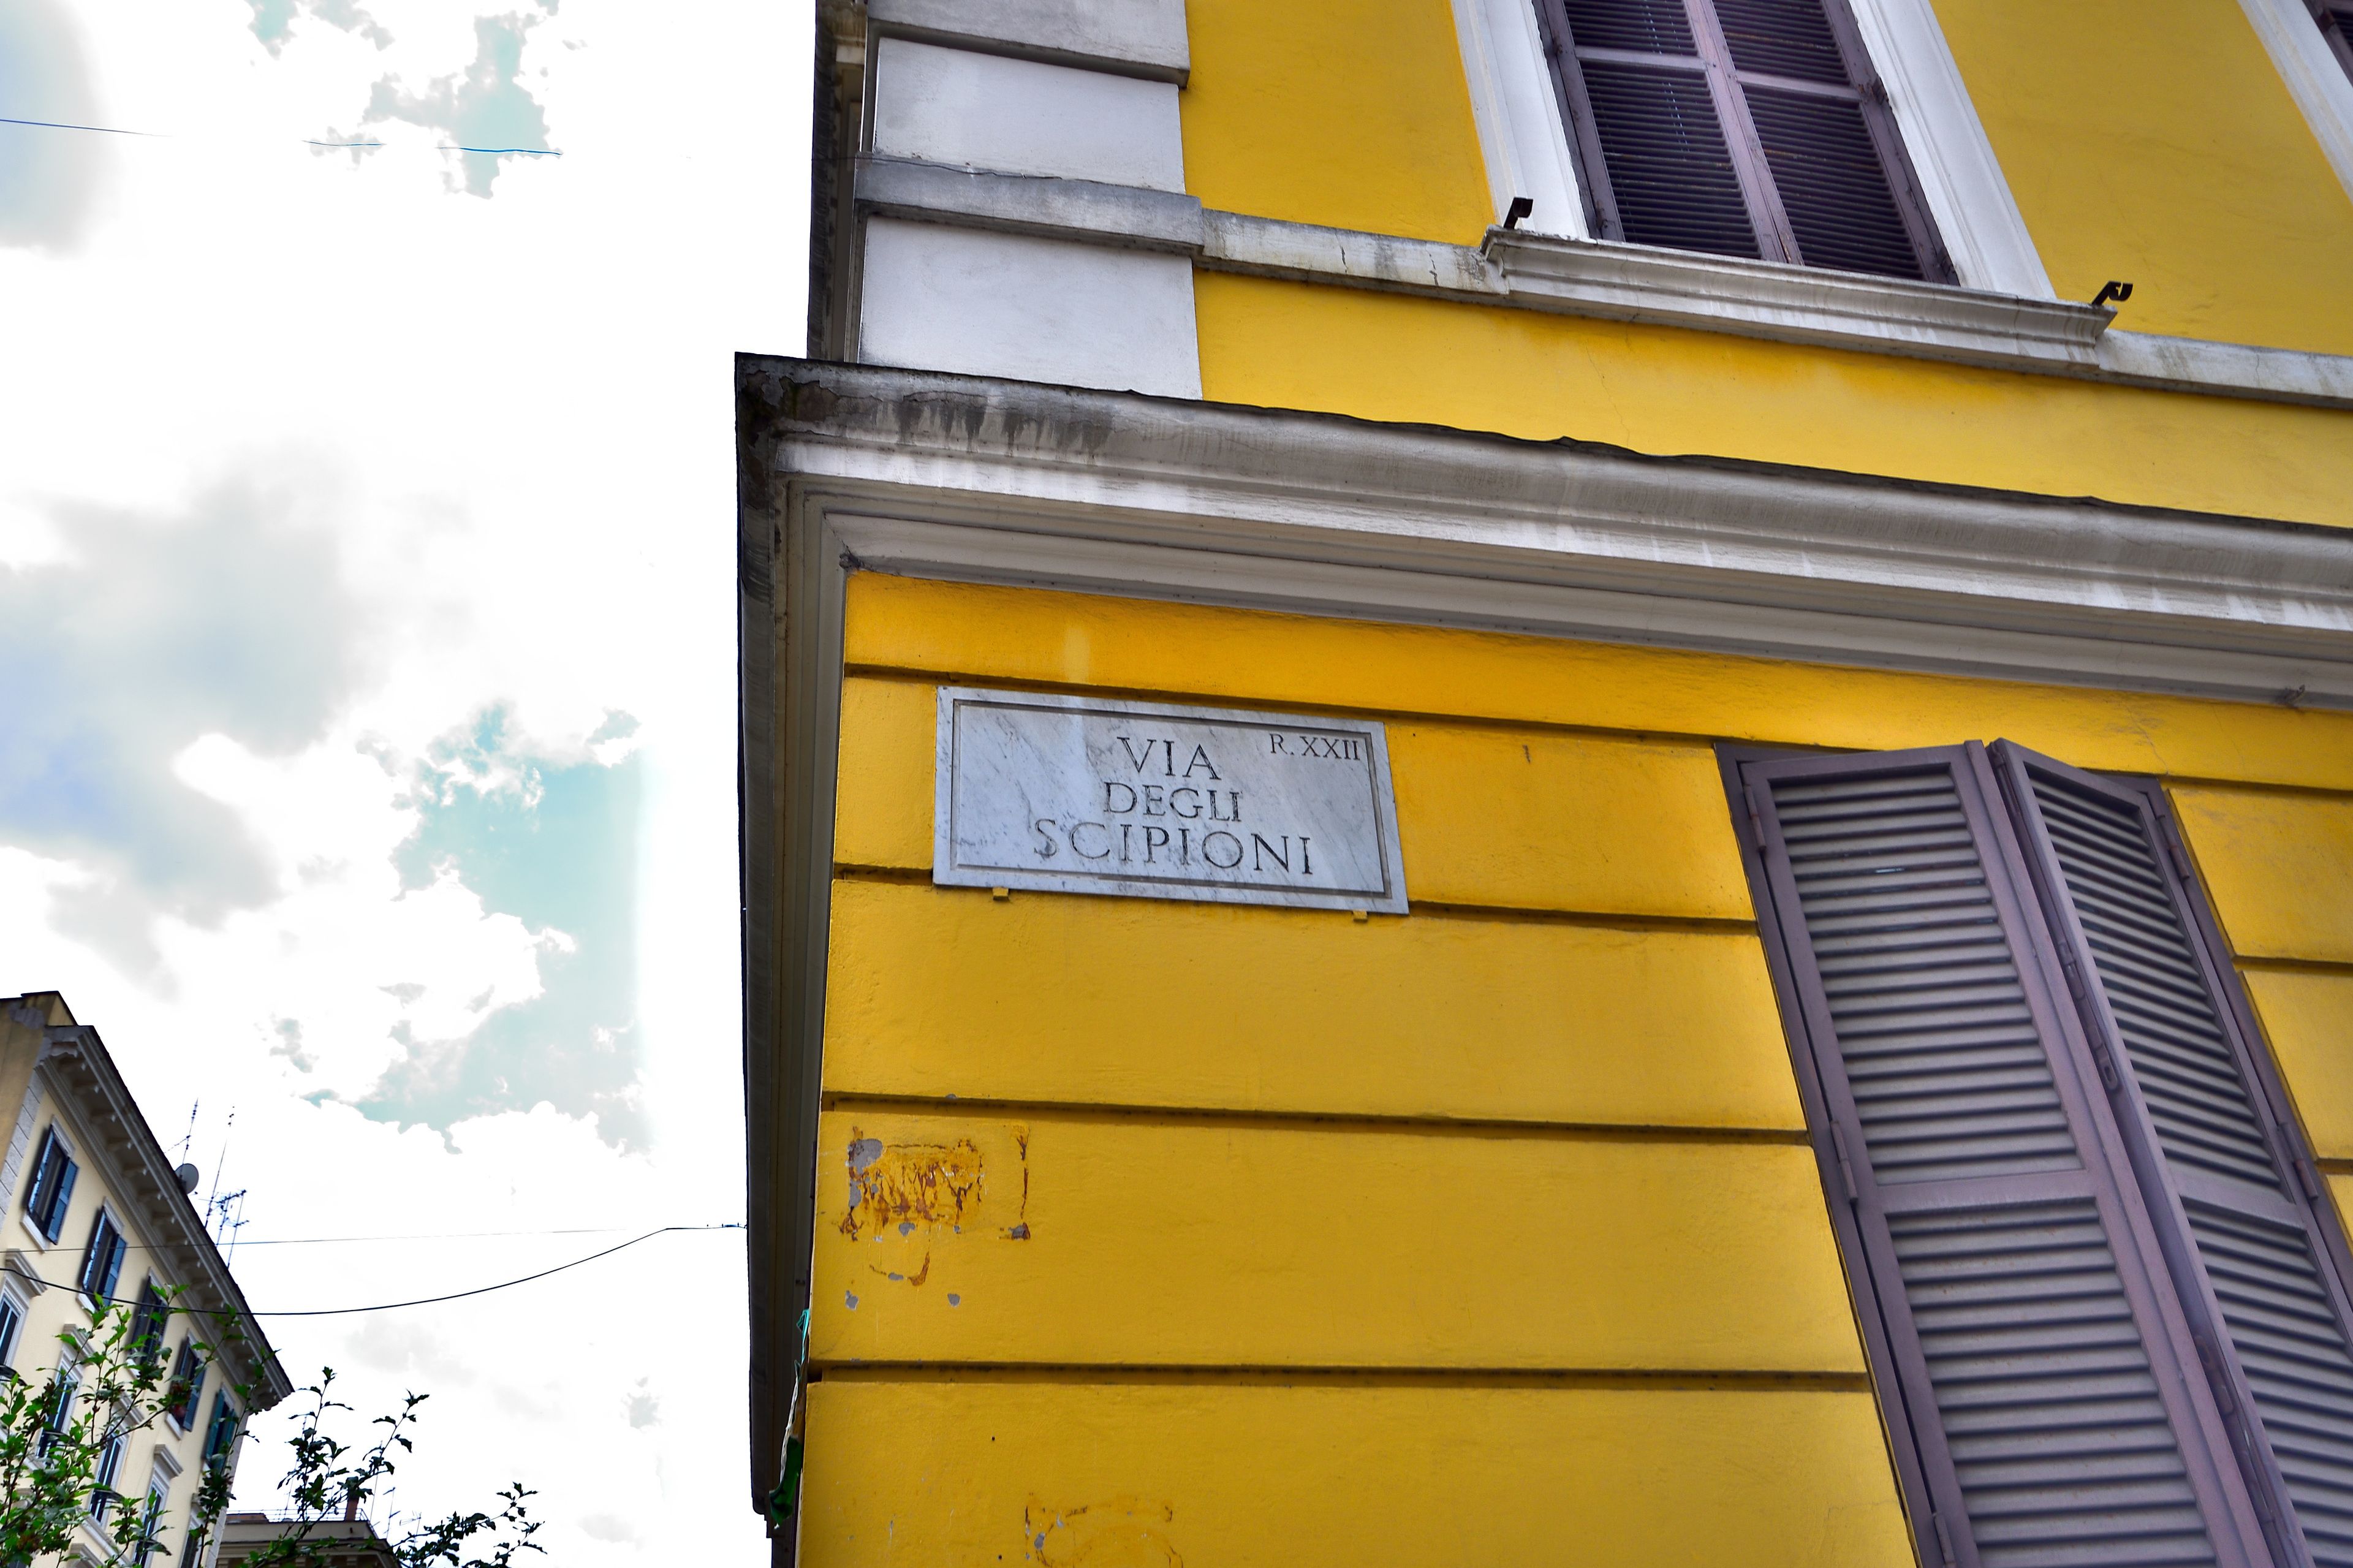 R. XXII
VIA
DEGLI
SCIPIONI